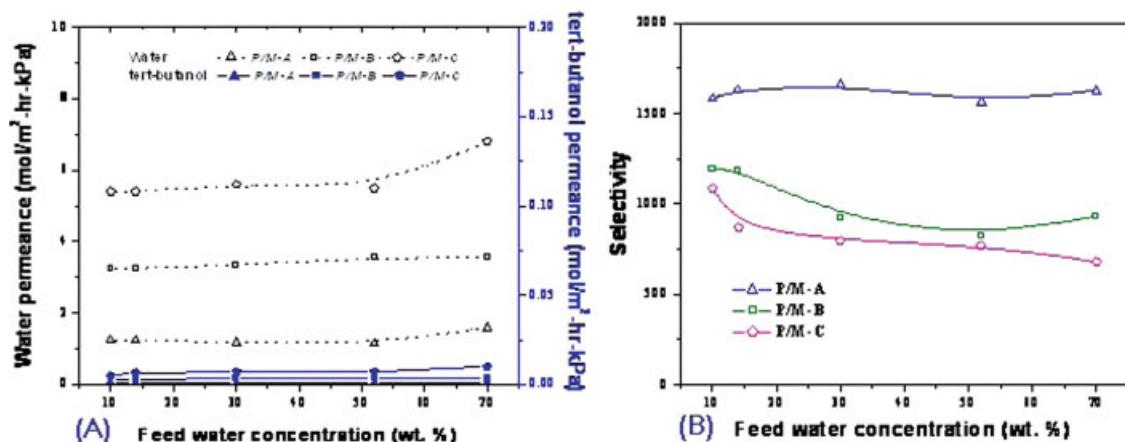 10
8
6
4
2
0
Water permeance (mol/m²-hr-kPa)
Water P/M-A P/M-B P/M-C
tert-butanol P/M-A P/M-B P/M-C
0.20
0.15
0.10
0.05
0.00
tert-butanol permeance (mol/m²-hr-kPa)
10 20 30 40 50 60 70
(A) Feed water concentration (wt. %)
2000
1500
1000
500
0
Selectivity
P/M-A
P/M-B
P/M-C
10 20 30 40 50 60 70
(B) Feed water concentration (wt. %)